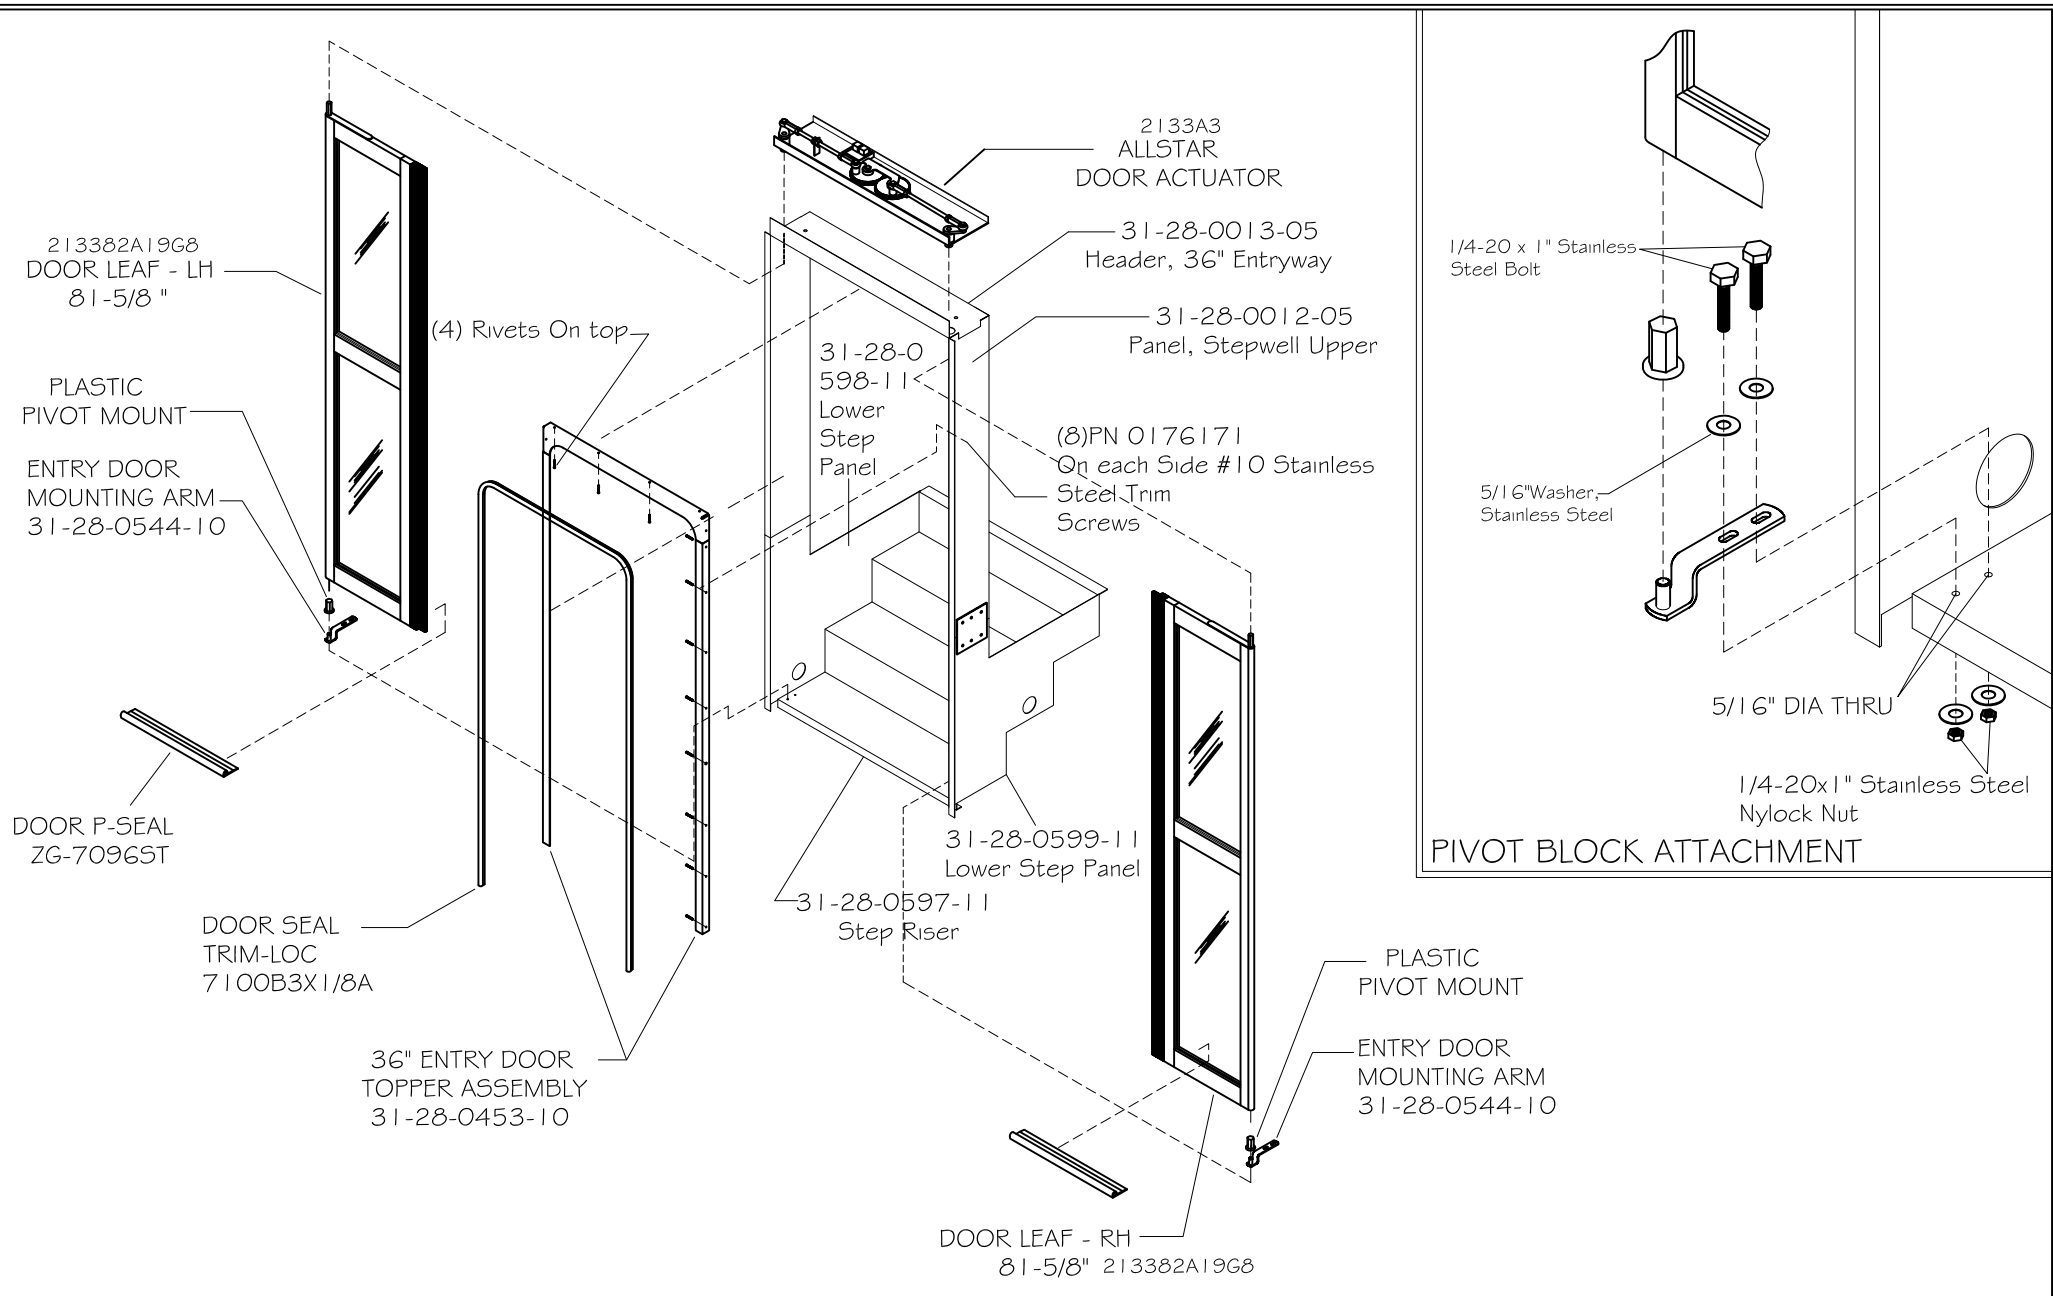 213382A19G8
DOOR LEAF - LH
81-5/8 "
PLASTIC
PIVOT MOUNT
ENTRY DOOR
MOUNTING ARM
31-28-0544-10
DOOR P-SEAL
ZG-7096ST
DOOR SEAL
TRIM-LOC
7100B3X1/8A
36" ENTRY DOOR
TOPPER ASSEMBLY
31-28-0453-10
(4) Rivets On top
2133A3
ALLSTAR
DOOR ACTUATOR
31-28-0013-05
Header, 36" Entryway
31-28-0012-05
Panel, Stepwell Upper
31-28-0
598-11
Lower
Step
Panel
(8)PN 0176171
On each Side #10 Stainless
Steel Trim
Screws
31-28-0599-11
Lower Step Panel
31-28-0597-11
Step Riser
PLASTIC
PIVOT MOUNT
ENTRY DOOR
MOUNTING ARM
31-28-0544-10
DOOR LEAF - RH
81-5/8" 213382A19G8
1/4-20 x 1" Stainless
Steel Bolt
5/16"Washer,
Stainless Steel
5/16" DIA THRU
1/4-20x1" Stainless Steel
Nylock Nut
PIVOT BLOCK ATTACHMENT